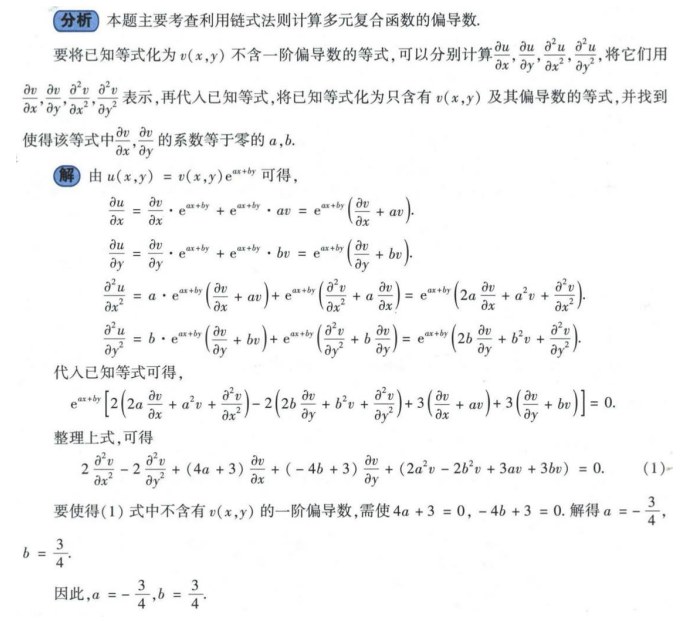 分析 本题主要考查利用链式法则计算多元复合函数的偏导数.
要将已知等式化为 v(x,y) 不含一阶偏导数的等式,可以分别计算 ∂u/∂x, ∂u/∂y, ∂²u/∂x², ∂²u/∂y²,将它们用
∂v/∂x, ∂v/∂y, ∂²v/∂x², ∂²v/∂y² 表示,再代入已知等式,将已知等式化为只含有 v(x,y) 及其偏导数的等式,并找到
使得该等式中 ∂v/∂x, ∂v/∂y 的系数等于零的 a,b.
解 由 u(x,y) = v(x,y)e^{ax+by} 可得,
∂u/∂x = ∂v/∂x · e^{ax+by} + e^{ax+by} · av = e^{ax+by}(∂v/∂x + av).
∂u/∂y = ∂v/∂y · e^{ax+by} + e^{ax+by} · bv = e^{ax+by}(∂v/∂y + bv).
∂²u/∂x² = a · e^{ax+by}(∂v/∂x + av) + e^{ax+by}(∂²v/∂x² + a ∂v/∂x) = e^{ax+by}(2a ∂v/∂x + a²v + ∂²v/∂x²).
∂²u/∂y² = b · e^{ax+by}(∂v/∂y + bv) + e^{ax+by}(∂²v/∂y² + b ∂v/∂y) = e^{ax+by}(2b ∂v/∂y + b²v + ∂²v/∂y²).
代入已知等式可得,
e^{ax+by}[2(2a ∂v/∂x + a²v + ∂²v/∂x²) - 2(2b ∂v/∂y + b²v + ∂²v/∂y²) + 3(∂v/∂x + av) + 3(∂v/∂y + bv)] = 0.
整理上式,可得
2 ∂²v/∂x² - 2 ∂²v/∂y² + (4a + 3) ∂v/∂x + (- 4b + 3) ∂v/∂y + (2a²v - 2b²v + 3av + 3bv) = 0. (1)
要使得(1) 式中不含有 v(x,y) 的一阶偏导数,需使 4a + 3 = 0, - 4b + 3 = 0. 解得 a = - 3/4,
b = 3/4.
因此,a = - 3/4,b = 3/4.